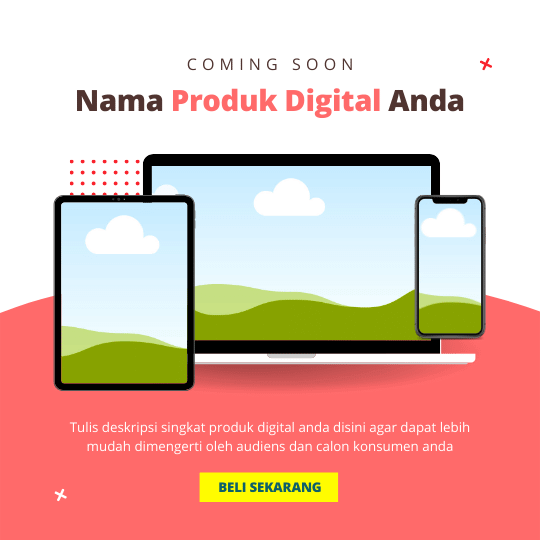 COMING SOON
Nama Produk Digital Anda
Tulis deskripsi singkat produk digital anda disini agar dapat lebih
mudah dimengerti oleh audiens dan calon konsumen anda
BELI SEKARANG